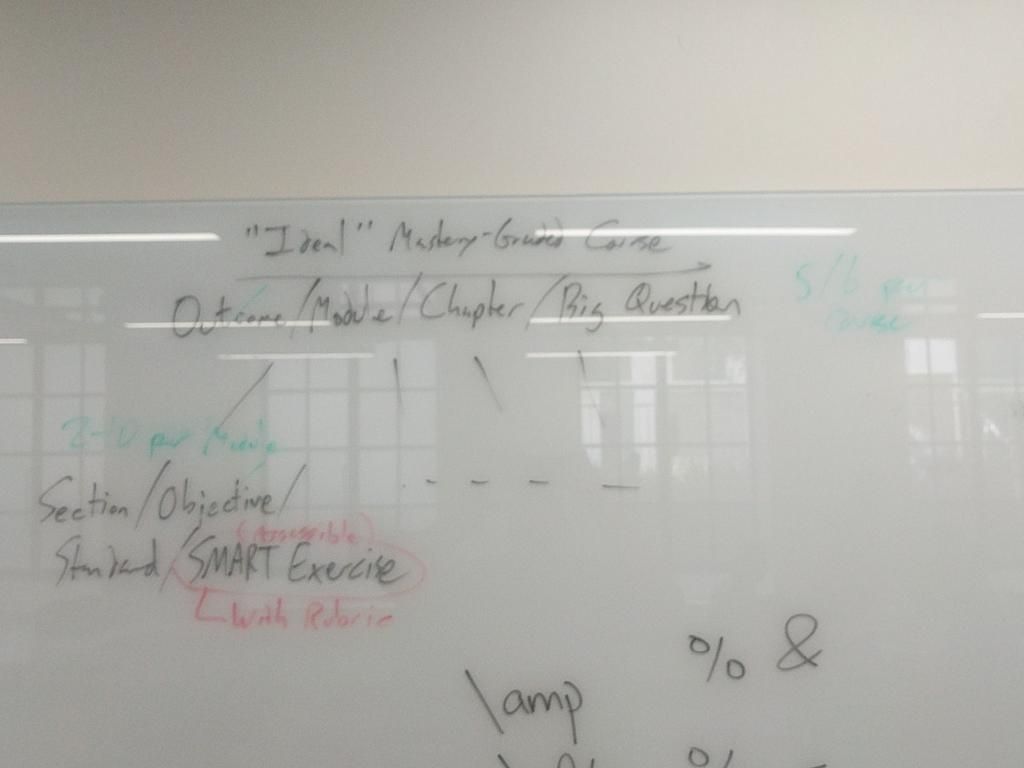 "Ideal" Mastery-Graded Course
Outcome/Module/Chapter/Big Question
5/6 per
course
2-10 per Module
Section/Objective/
(Assessible)
Standard/SMART Exercise
With Rubric
% &
\amp
%